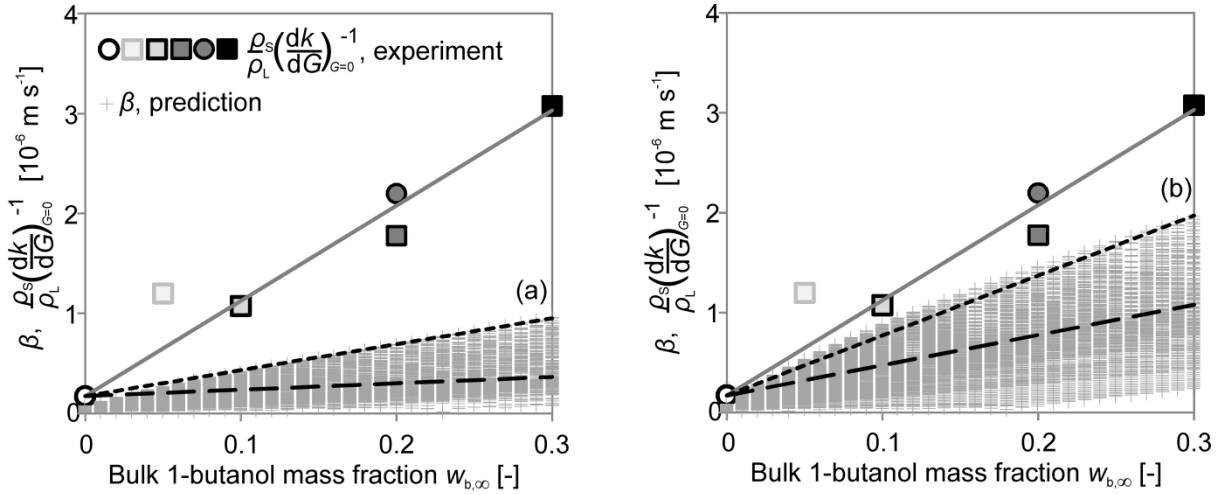 4
3
2
1
0
β, ρS/ρL (dk/dG)G=0⁻¹ [10⁻⁶ m s⁻¹]
ρS/ρL (dk/dG)G=0⁻¹, experiment
β, prediction
(a)
0 0.1 0.2 0.3
Bulk 1-butanol mass fraction wb,∞ [-]
4
3
2
1
0
β, ρS/ρL (dk/dG)G=0⁻¹ [10⁻⁶ m s⁻¹]
(b)
0 0.1 0.2 0.3
Bulk 1-butanol mass fraction wb,∞ [-]